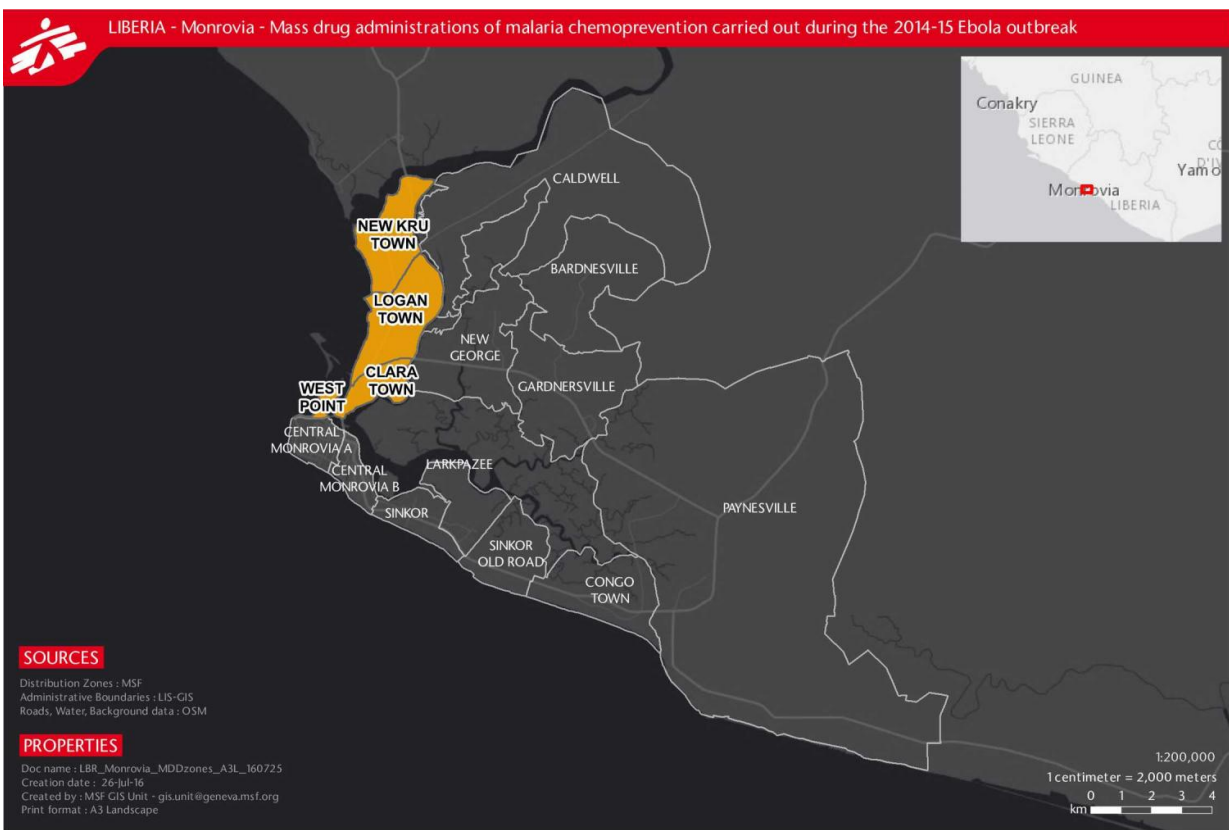 LIBERIA - Monrovia - Mass drug administrations of malaria chemoprevention carried out during the 2014-15 Ebola outbreak
GUINEA
Conakry
SIERRA
LEONE
Yamo
Monrovia
LIBERIA
CALDWELL
NEW KRU
TOWN
BARDNESVILLE
LOGAN
TOWN
NEW
GEORGE
CLARA
TOWN
GARDNERSVILLE
WEST
POINT
CENTRAL
MONROVIA A
LARKPAZEE
CENTRAL
MONROVIA B
SINKOR
PAYNESVILLE
SINKOR
OLD ROAD
CONGO
TOWN
SOURCES
Distribution Zones : MSF
Administrative Boundaries : LIS-GIS
Roads, Water, Background data : OSM
PROPERTIES
Doc name : LBR_Monrovia_MDDzones_A3L_160725
Creation date : 26-Jul-16
Created by : MSF GIS Unit - gis.unit@geneva.msf.org
Print format : A3 Landscape
1:200,000
1 centimeter = 2,000 meters
0 1 2 3 4
km